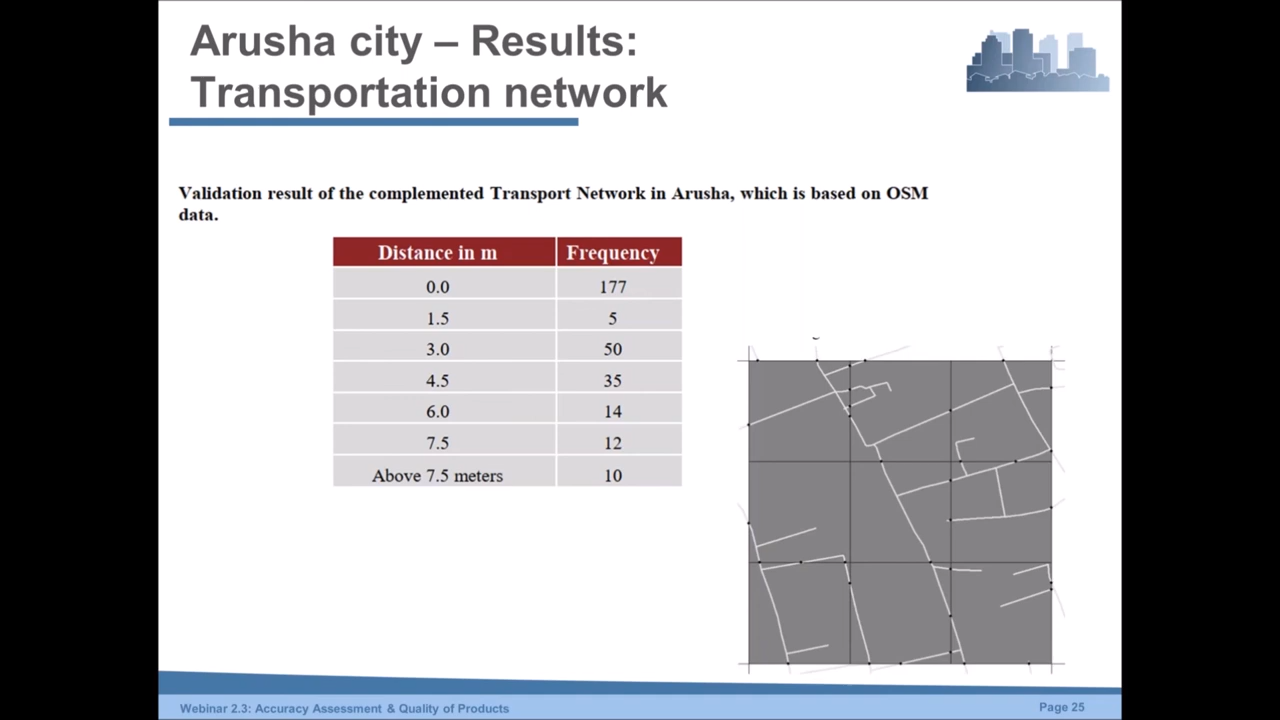 Arusha city – Results:
Transportation network
Validation result of the complemented Transport Network in Arusha, which is based on OSM
data.
Distance in m Frequency
0.0 177
1.5 5
3.0 50
4.5 35
6.0 14
7.5 12
Above 7.5 meters 10
Webinar 2.3: Accuracy Assessment & Quality of Products Page 25